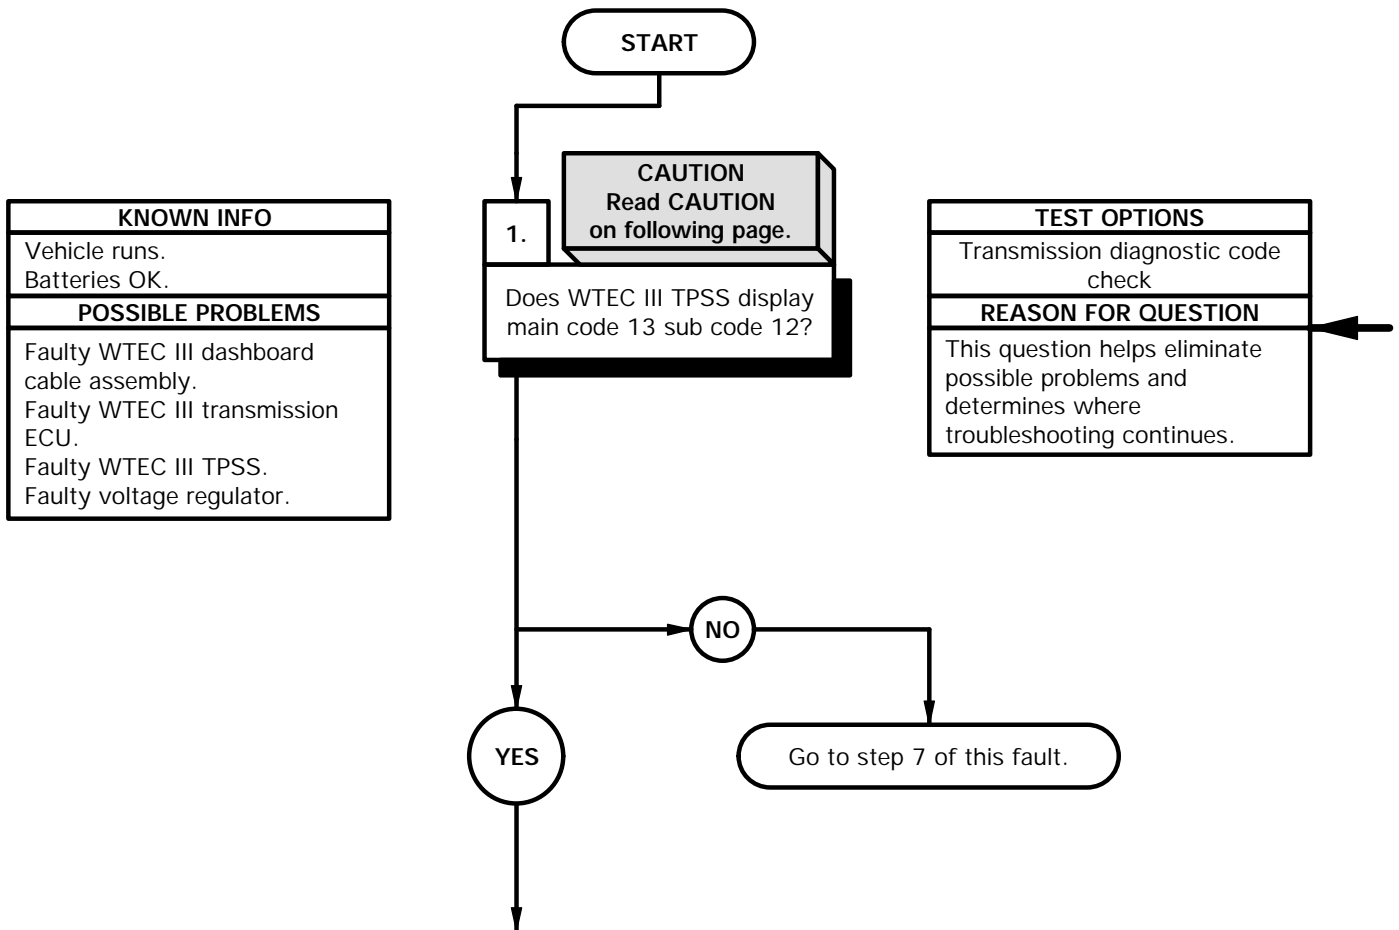 START
CAUTION
Read CAUTION
on following page.
1.
Does WTEC III TPSS display
main code 13 sub code 12?
KNOWN INFO
Vehicle runs.
Batteries OK.
POSSIBLE PROBLEMS
Faulty WTEC III dashboard
cable assembly.
Faulty WTEC III transmission
ECU.
Faulty WTEC III TPSS.
Faulty voltage regulator.
TEST OPTIONS
Transmission diagnostic code
check
REASON FOR QUESTION
This question helps eliminate
possible problems and
determines where
troubleshooting continues.
NO
YES
Go to step 7 of this fault.